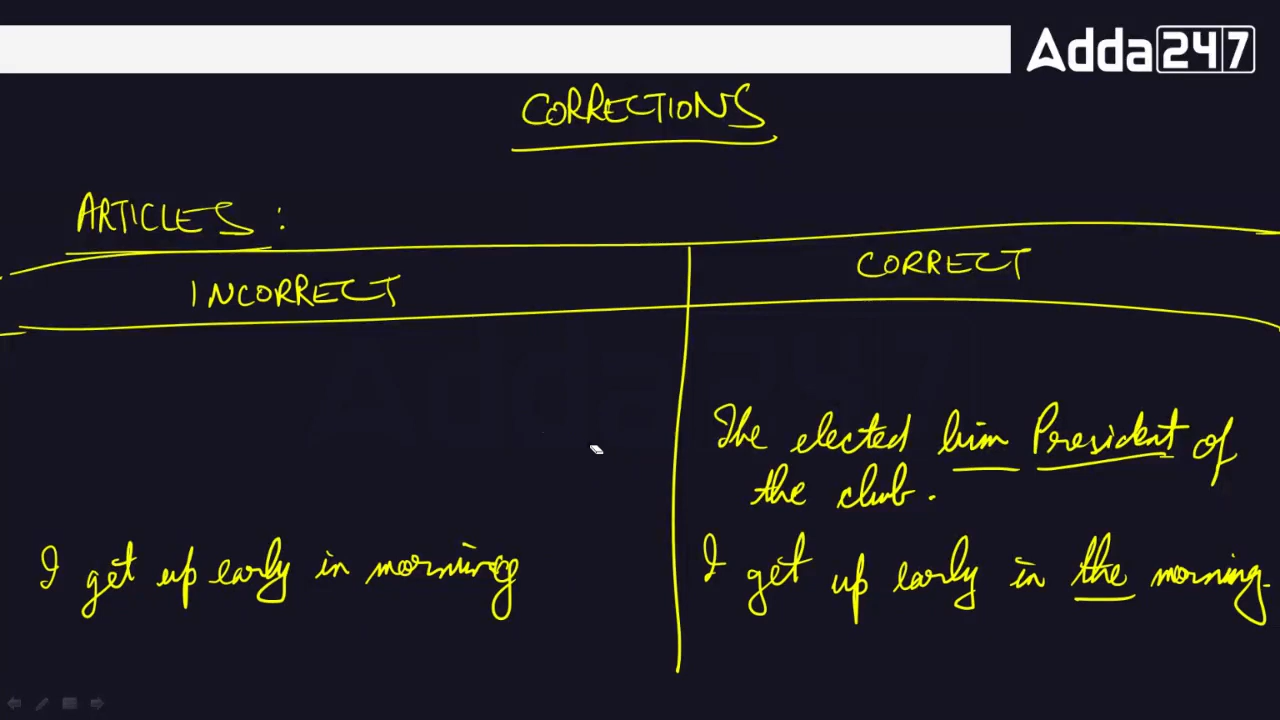 Adda247
CORRECTIONS
ARTICLES:
INCORRECT
CORRECT
The elected him President of
the club.
I get up early in morning
I get up early in the morning.